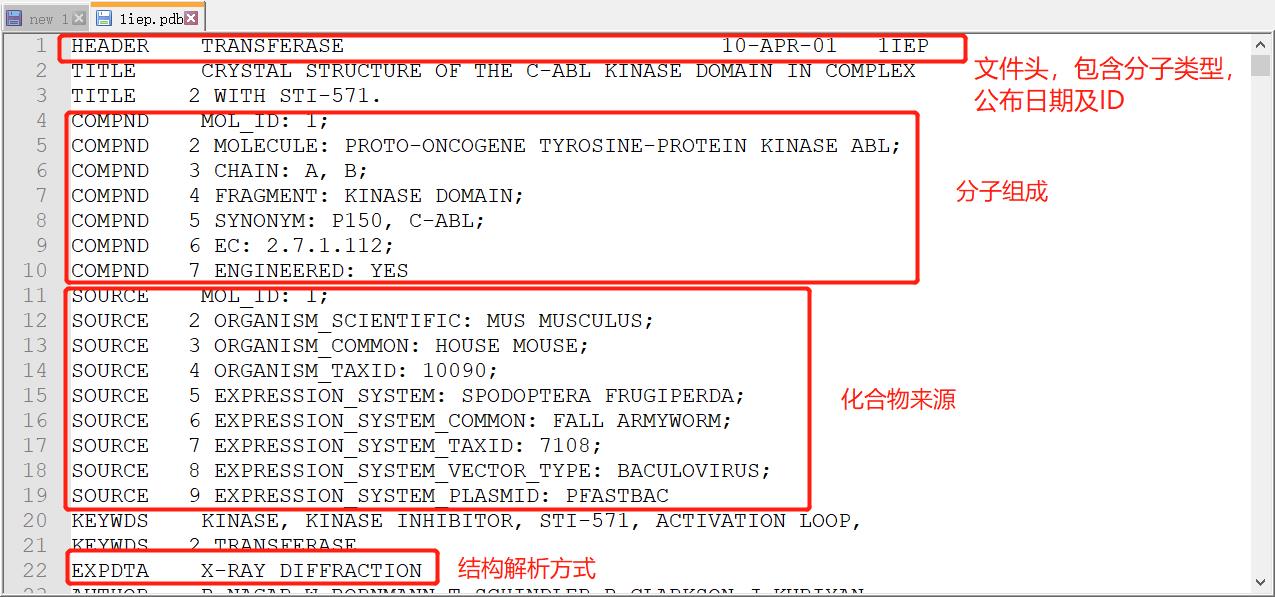 new 1
1iep.pdb
1 HEADER    TRANSFERASE                             10-APR-01   1IEP
文件头，包含分子类型，
公布日期及ID
2 TITLE     CRYSTAL STRUCTURE OF THE C-ABL KINASE DOMAIN IN COMPLEX
3 TITLE    2 WITH STI-571.
4 COMPND    MOL_ID: 1;
5 COMPND   2 MOLECULE: PROTO-ONCOGENE TYROSINE-PROTEIN KINASE ABL;
6 COMPND   3 CHAIN: A, B;
7 COMPND   4 FRAGMENT: KINASE DOMAIN;
分子组成
8 COMPND   5 SYNONYM: P150, C-ABL;
9 COMPND   6 EC: 2.7.1.112;
10 COMPND   7 ENGINEERED: YES
11 SOURCE    MOL_ID: 1;
12 SOURCE   2 ORGANISM_SCIENTIFIC: MUS MUSCULUS;
13 SOURCE   3 ORGANISM_COMMON: HOUSE MOUSE;
14 SOURCE   4 ORGANISM_TAXID: 10090;
15 SOURCE   5 EXPRESSION_SYSTEM: SPODOPTERA FRUGIPERDA;
化合物来源
16 SOURCE   6 EXPRESSION_SYSTEM_COMMON: FALL ARMYWORM;
17 SOURCE   7 EXPRESSION_SYSTEM_TAXID: 7108;
18 SOURCE   8 EXPRESSION_SYSTEM_VECTOR_TYPE: BACULOVIRUS;
19 SOURCE   9 EXPRESSION_SYSTEM_PLASMID: PFASTBAC
20 KEYWDS    KINASE, KINASE INHIBITOR, STI-571, ACTIVATION LOOP,
21 KEYWDS   2 TRANSFERASE
22 EXPDTA    X-RAY DIFFRACTION
结构解析方式